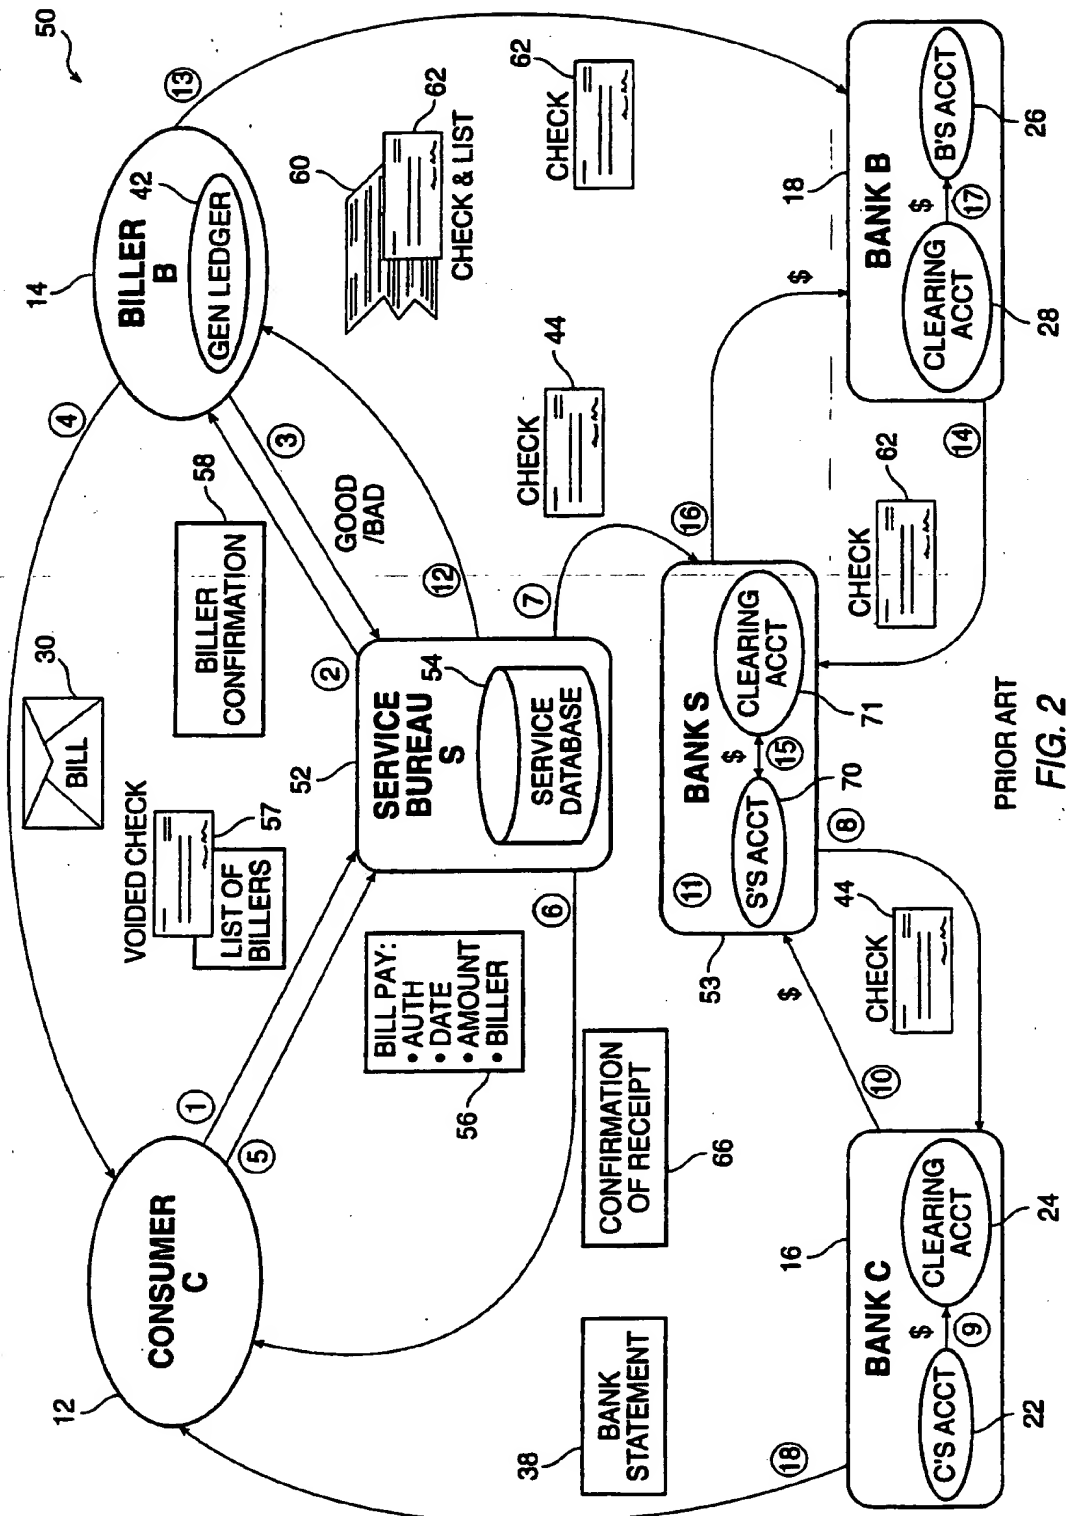 50
14
BILLER
B
42
GEN LEDGER
13
4
30
BILL
58
BILLER
CONFIRMATION
3
2
GOOD
/BAD
12
60
62
CHECK & LIST
62
CHECK
VOIDED CHECK
57
LIST OF
BILLERS
52
SERVICE
BUREAU
S
54
SERVICE
DATABASE
44
CHECK
7
1
5
BILL PAY:
• AUTH
• DATE
• AMOUNT
• BILLER
56
6
12
CONSUMER
C
CONFIRMATION
OF RECEIPT
66
38
BANK
STATEMENT
18
53
BANK S
11
S'S ACCT
70
$
15
CLEARING
ACCT
71
16
$
8
44
CHECK
10
$
16
BANK C
C'S ACCT
22
$
9
CLEARING
ACCT
24
18
BANK B
CLEARING
ACCT
28
$
17
B'S ACCT
26
14
62
CHECK
PRIOR ART
FIG. 2